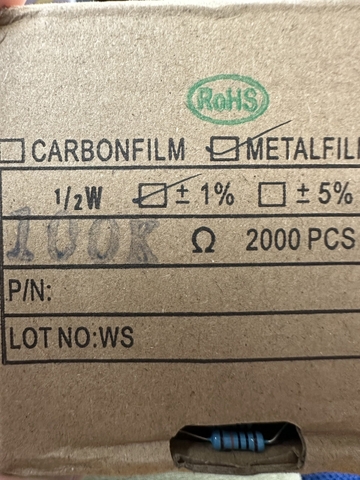 RoHS
CARBONFILM METALFIL
1/2W ± 1% ± 5%
100K Ω 2000 PCS
P/N:
LOT NO:WS